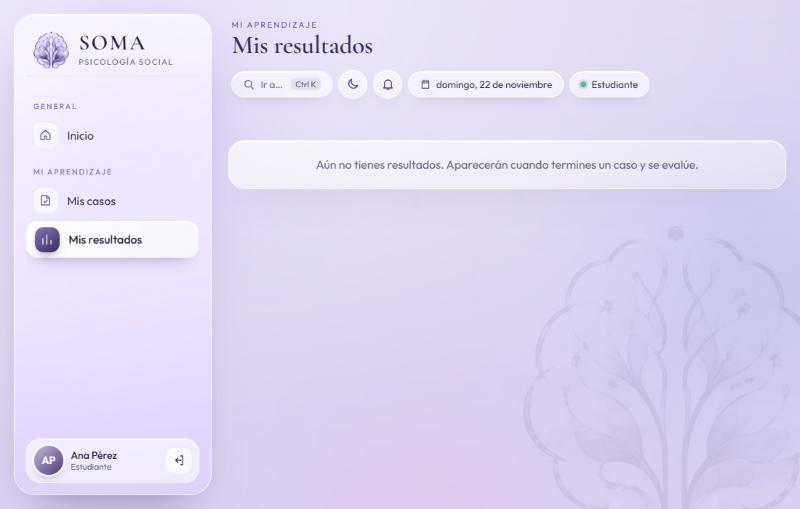 SOMA
PSICOLOGÍA SOCIAL
GENERAL
Inicio
MI APRENDIZAJE
Mis casos
Mis resultados
AP
Ana Pérez
Estudiante
MI APRENDIZAJE
Mis resultados
Ir a...
Ctrl K
domingo, 22 de noviembre
Estudiante
Aún no tienes resultados. Aparecerán cuando termines un caso y se evalúe.